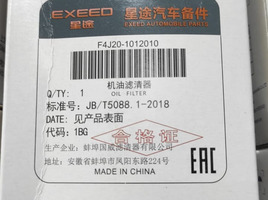 EXEED 星途汽车备件
星途 EXEED AUTOMOBILE PARTS
F4J20-1012010
机油滤清器
Q/TY: 1 OIL FILTER
标准号: JB/T5088.1-2018
DATE: 见产品表面
代码: 1BG
合格证
生产企业: 蚌埠国威滤清器有限公司
地址: 安徽省蚌埠市凤阳东路224号
EAC